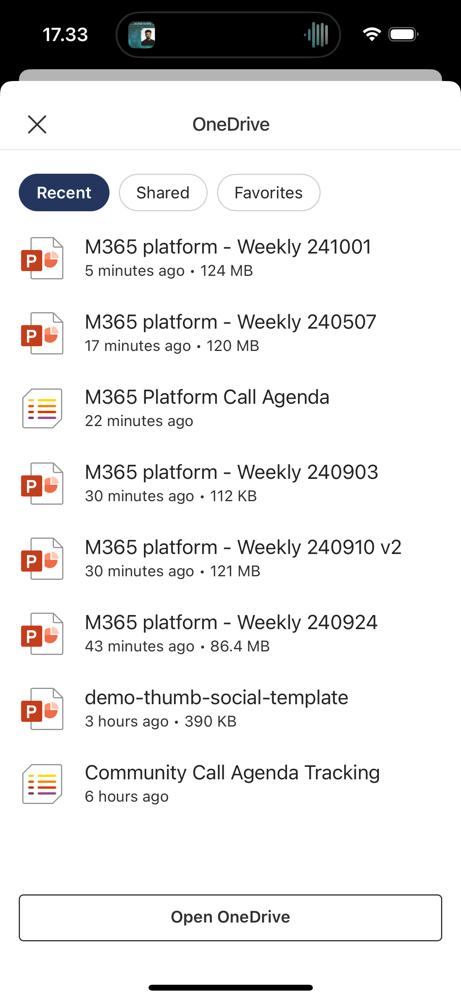 17.33
JACKED RADIO
OneDrive
Recent Shared Favorites
P
M365 platform - Weekly 241001
5 minutes ago • 124 MB
P
M365 platform - Weekly 240507
17 minutes ago • 120 MB
M365 Platform Call Agenda
22 minutes ago
P
M365 platform - Weekly 240903
30 minutes ago • 112 KB
P
M365 platform - Weekly 240910 v2
30 minutes ago • 121 MB
P
M365 platform - Weekly 240924
43 minutes ago • 86.4 MB
P
demo-thumb-social-template
3 hours ago • 390 KB
Community Call Agenda Tracking
6 hours ago
Open OneDrive